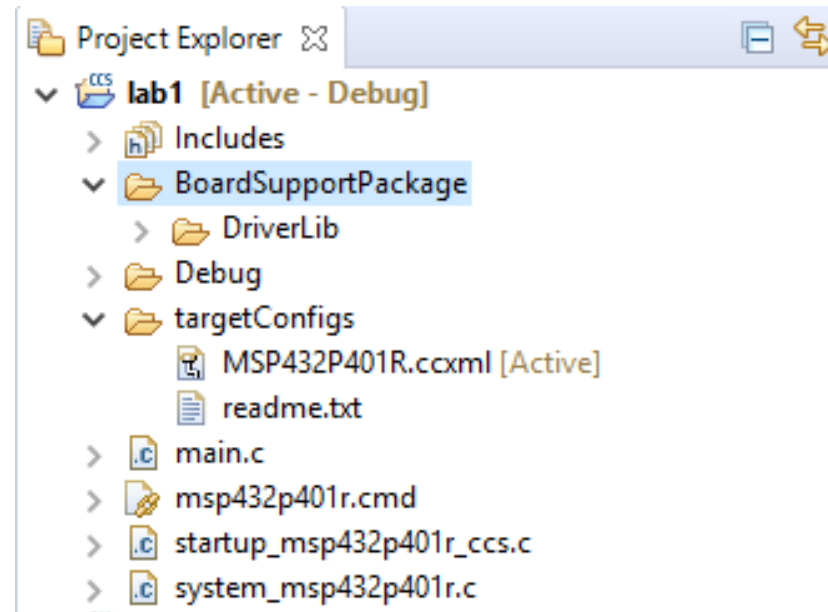 Project Explorer
lab1 [Active - Debug]
Includes
BoardSupportPackage
DriverLib
Debug
targetConfigs
MSP432P401R.ccxml [Active]
readme.txt
main.c
msp432p401r.cmd
startup_msp432p401r_ccs.c
system_msp432p401r.c